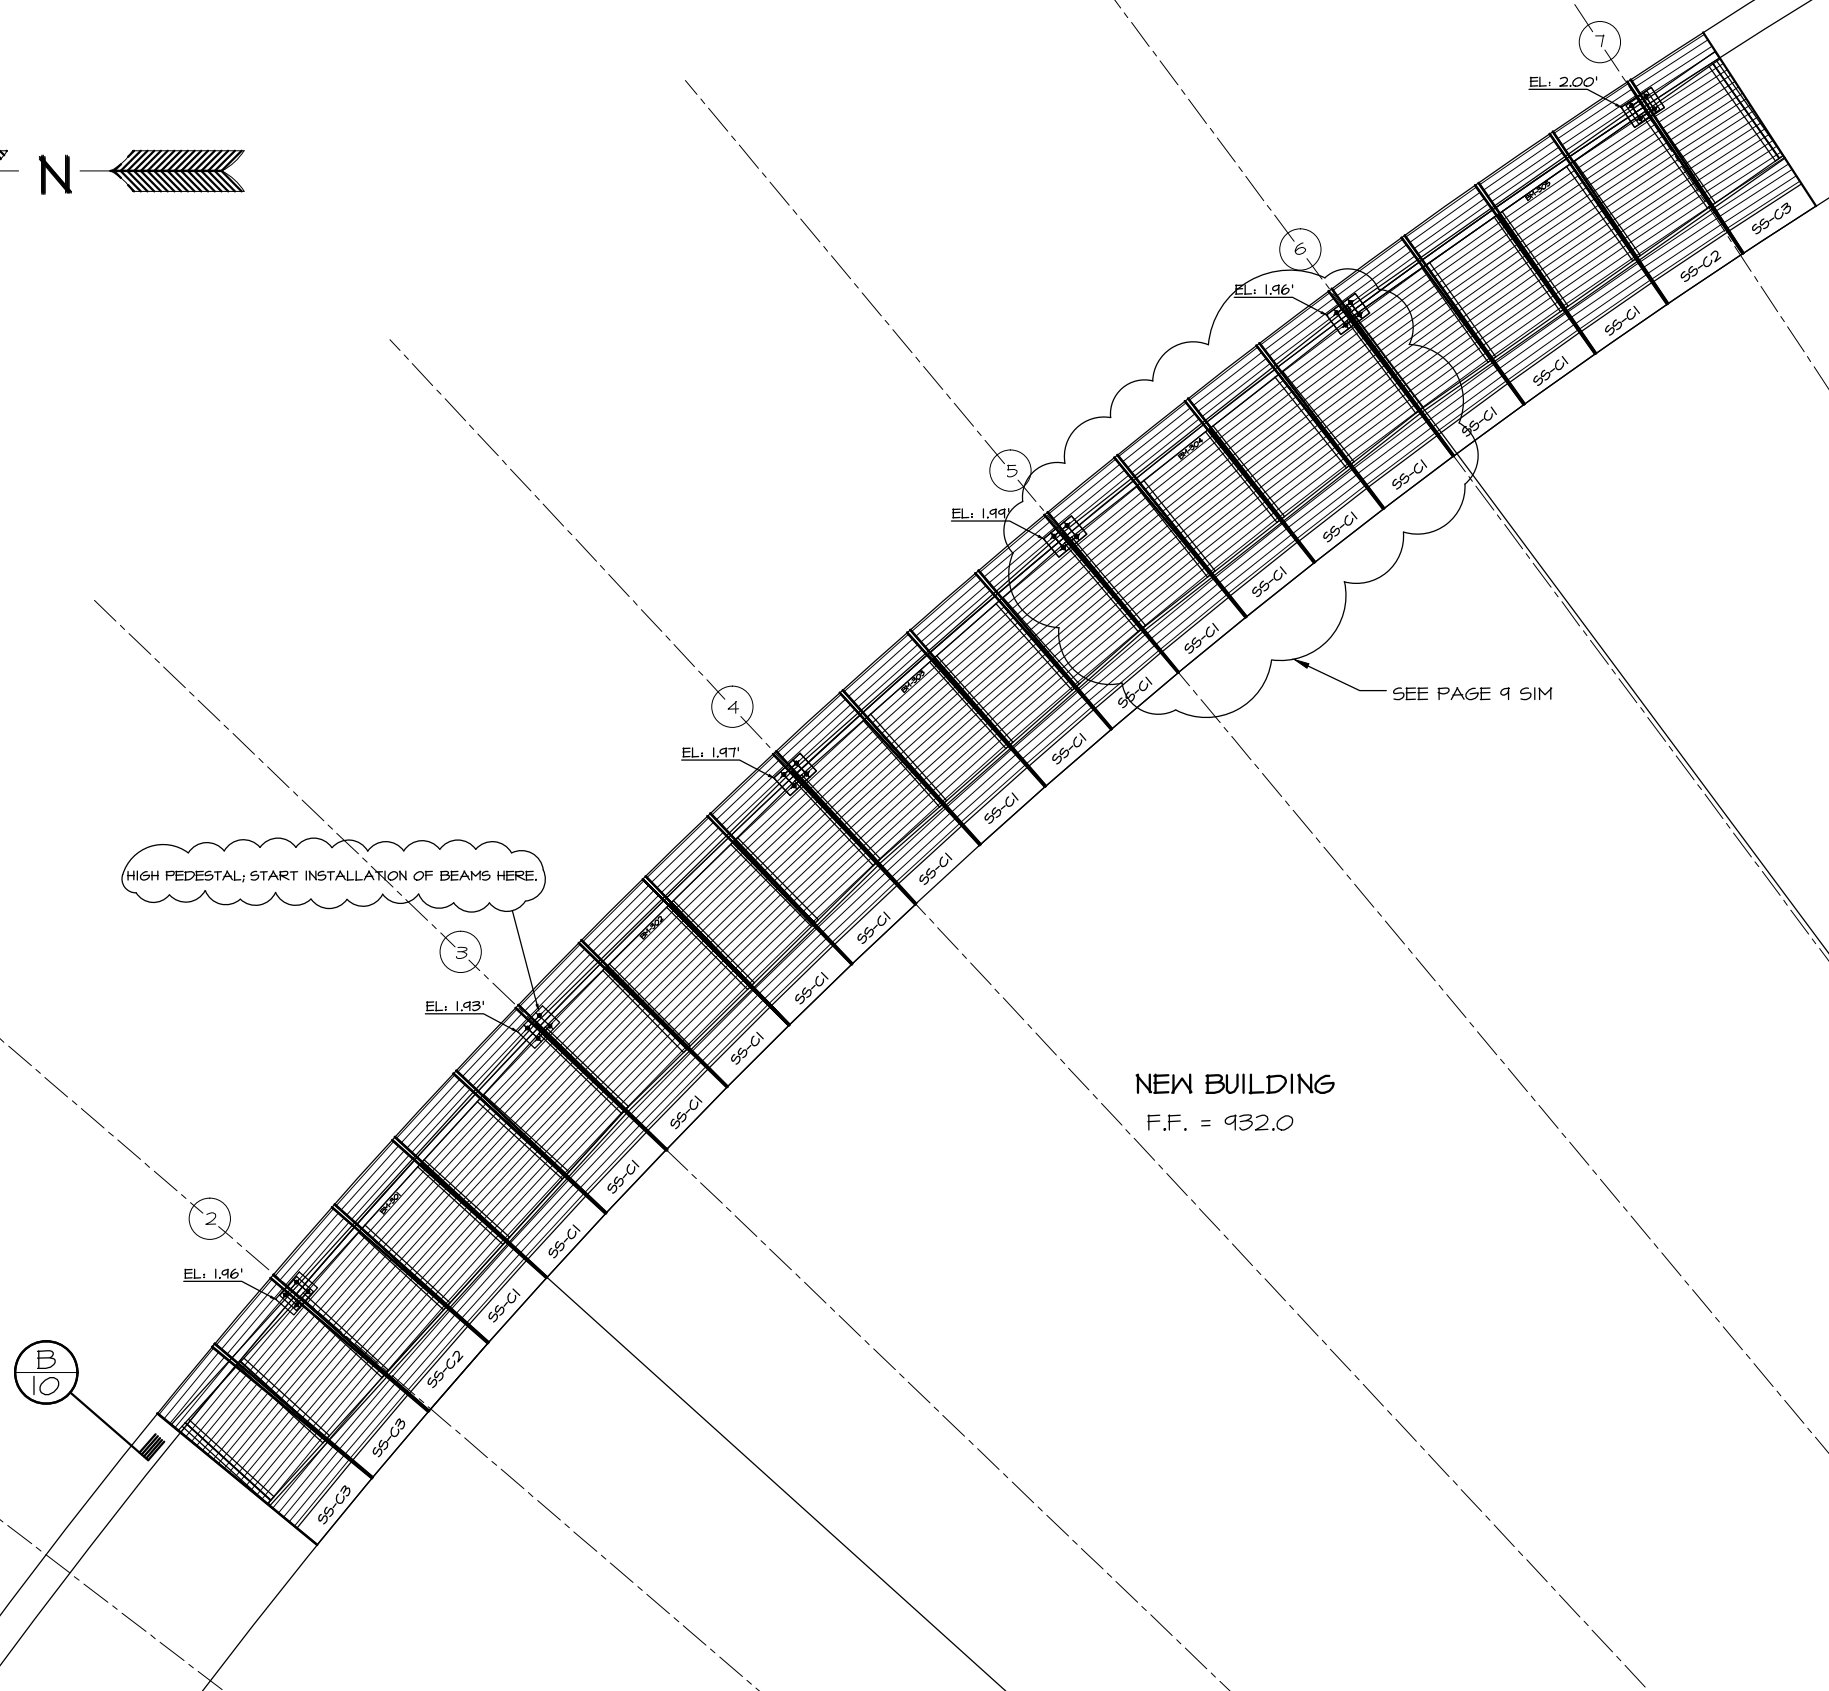 7
EL: 2.00'
N
SS-C3
6
SS-C2
EL: 1.96'
SS-C1
SS-C1
SS-C1
5
SS-C1
EL: 1.99'
SS-C1
SS-C1
SS-C1
SEE PAGE 9 SIM
SS-C1
4
EL: 1.97'
SS-C1
SS-C1
SS-C1
HIGH PEDESTAL; START INSTALLATION OF BEAMS HERE.
SS-C1
3
SS-C1
EL: 1.93'
SS-C1
NEW BUILDING
F.F. = 932.0
SS-C1
SS-C1
2
SS-C1
EL: 1.96'
SS-C1
SS-C2
B
10
SS-C3
SS-C3